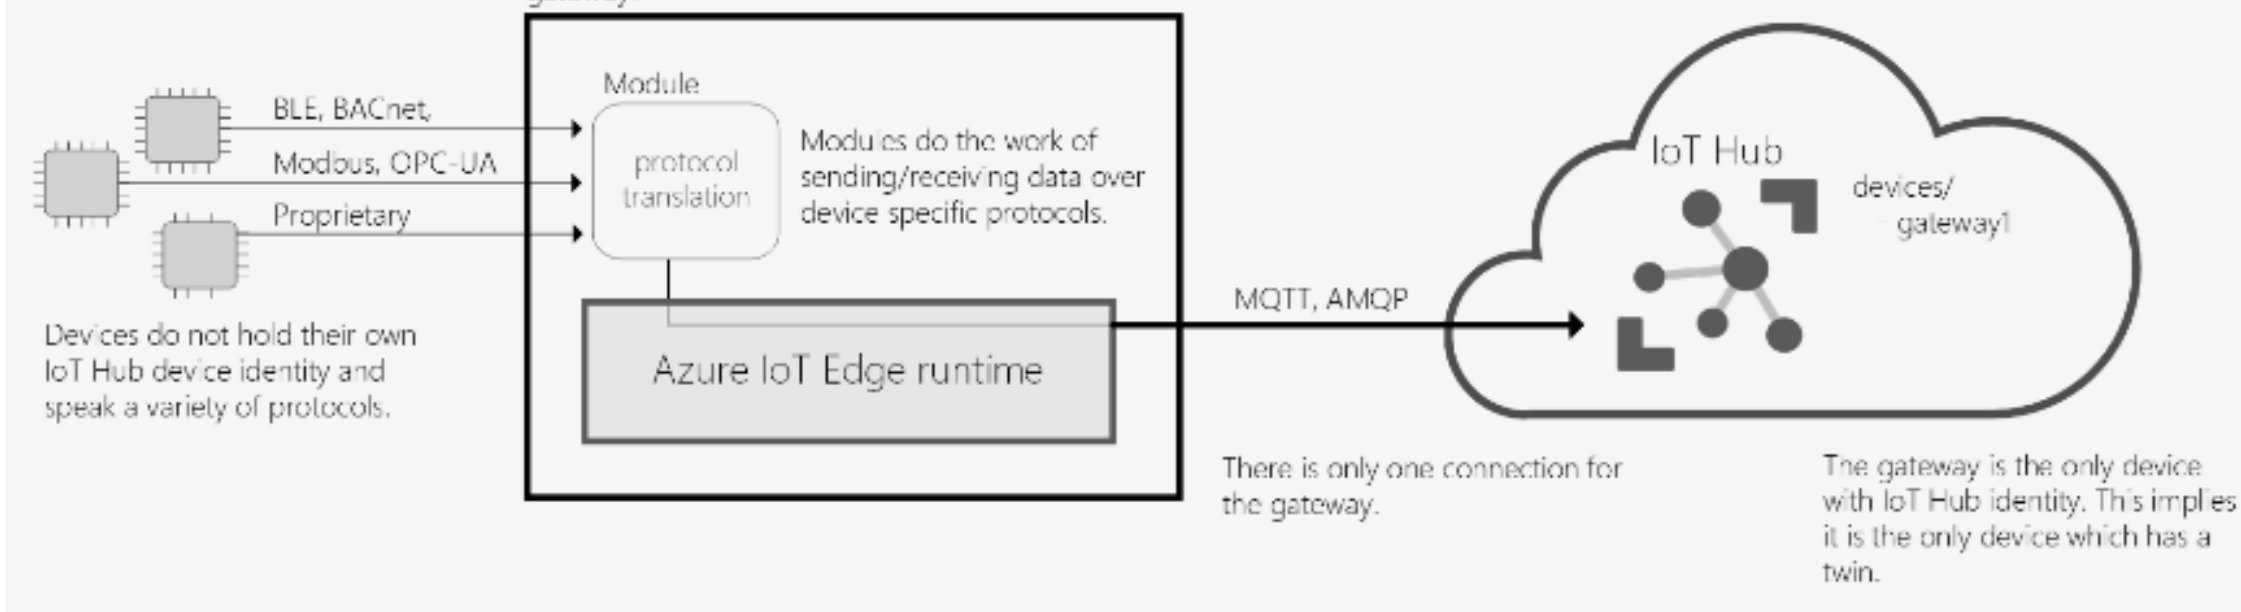 Module
BLE, BACnet,
Modbus, OPC-UA
Proprietary
protocol
translation
Modules do the work of
sending/receiving data over
device specific protocols.
Devices do not hold their own
IoT Hub device identity and
speak a variety of protocols.
Azure IoT Edge runtime
MQTT, AMQP
IoT Hub
devices/
gateway1
There is only one connection for
the gateway.
The gateway is the only device
with IoT Hub identity. This implies
it is the only device which has a
twin.